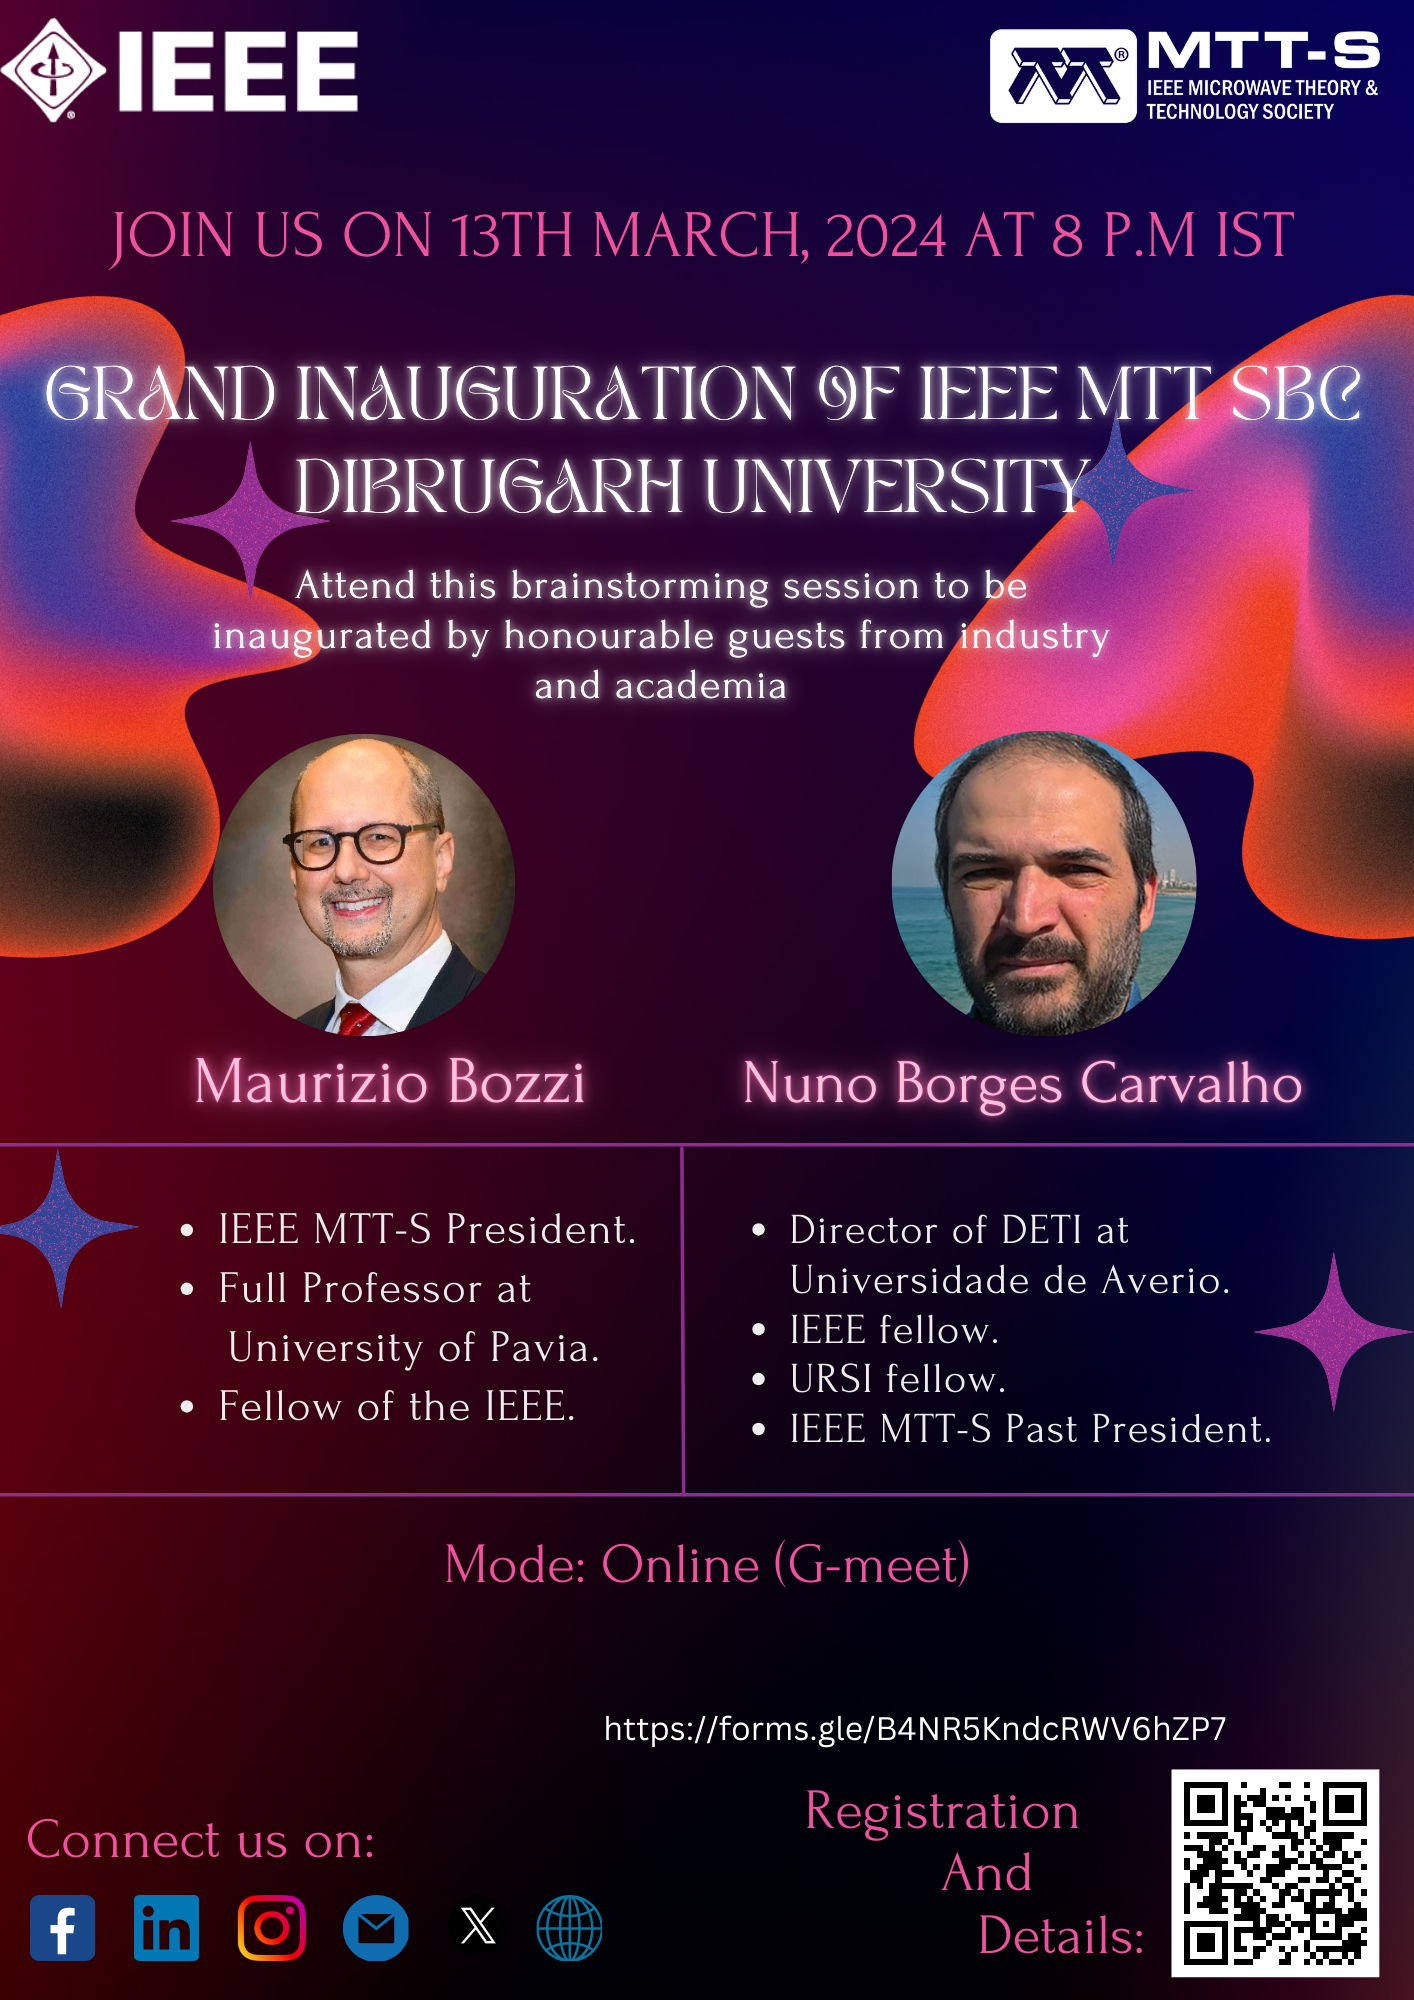 IEEE
MTT-S
IEEE MICROWAVE THEORY &
TECHNOLOGY SOCIETY
JOIN US ON 13TH MARCH, 2024 AT 8 P.M IST
GRAND INAUGURATION OF IEEE MTT SBC
DIBRUGARH UNIVERSITY
Attend this brainstorming session to be
inaugurated by honourable guests from industry
and academia
Maurizio Bozzi
Nuno Borges Carvalho
• IEEE MTT-S President.
• Full Professor at
University of Pavia.
• Fellow of the IEEE.
• Director of DETI at
Universidade de Averio.
• IEEE fellow.
• URSI fellow.
• IEEE MTT-S Past President.
Mode: Online (G-meet)
https://forms.gle/B4NR5KndcRWV6hZP7
Registration
And
Details:
Connect us on: